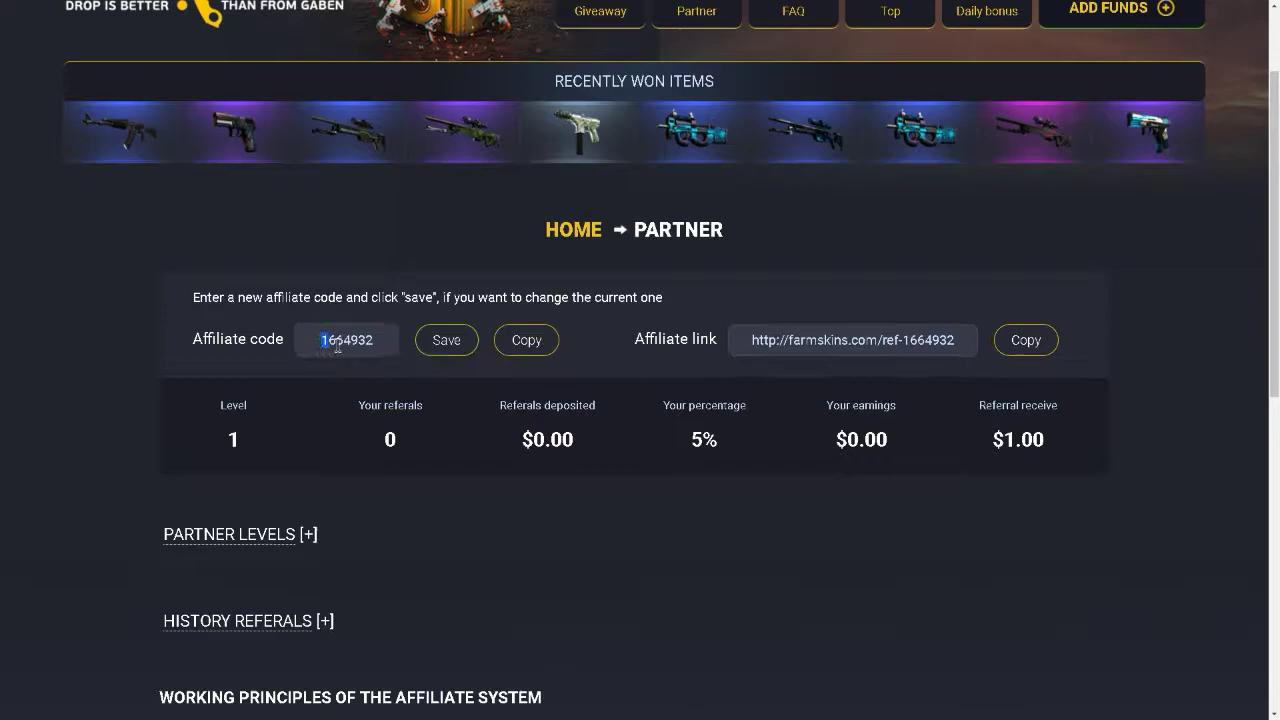 DROP IS BETTER THAN FROM GABEN
Giveaway Partner FAQ Top Daily bonus ADD FUNDS
RECENTLY WON ITEMS
HOME PARTNER
Enter a new affiliate code and click "save", if you want to change the current one
Affiliate code 1664932 Save Copy Affiliate link http://farmskins.com/ref-1664932 Copy
Level Your referrals Referrals deposited Your percentage Your earnings Referral receive
1 0 $0.00 5% $0.00 $1.00
PARTNER LEVELS [+]
HISTORY REFERALS [+]
WORKING PRINCIPLES OF THE AFFILIATE SYSTEM